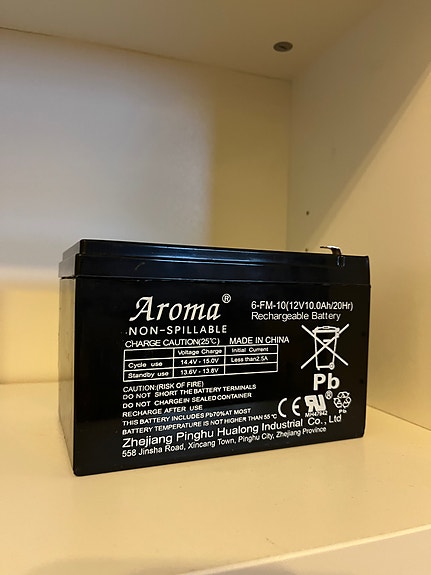 Aroma®
NON-SPILLABLE
6-FM-10(12V10.0Ah/20Hr)
Rechargeable Battery
CHARGE CAUTION(25℃) MADE IN CHINA
Voltage Charge Initial Current
Cycle use 14.4V - 15.0V Less than2.5A
Standby use 13.6V - 13.8V
CAUTION:(RISK OF FIRE)
DO NOT SHORT THE BATTERY TERMINALS
DO NOT CHARGE IN SEALED CONTAINER
RECHARGE AFTER USE
THIS BATTERY INCLUDES Pb70%AT MOST
BATTERY TEMPERATURE IS NOT HIGHER THAN 55℃
Pb
CE
RU®
MH47942
Pb
Zhejiang Pinghu Hualong Industrial Co., Ltd
558 Jinsha Road, Xincang Town, Pinghu City, Zhejiang Province